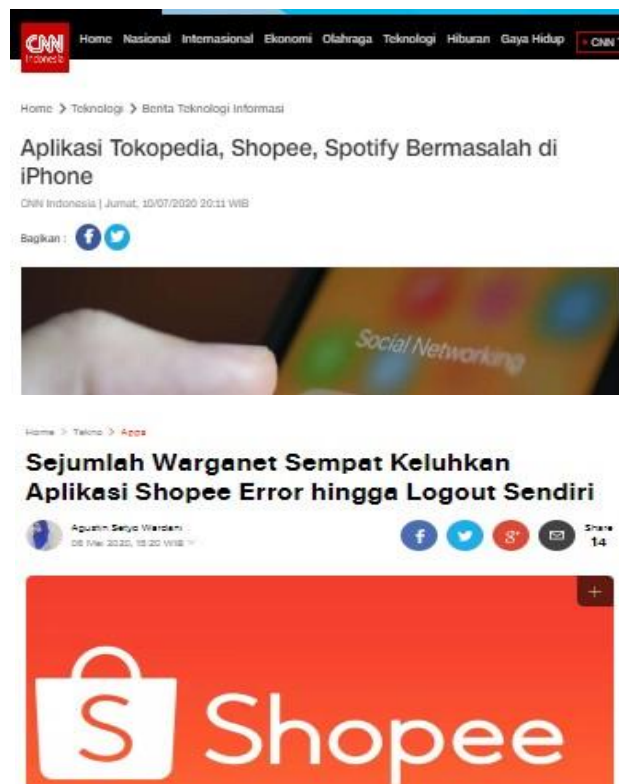 CNN
Indonesia
Home Nasional Internasional Ekonomi Olahraga Teknologi Hiburan Gaya Hidup CNN
Home > Teknologi > Berita Teknologi Informasi
Aplikasi Tokopedia, Shopee, Spotify Bermasalah di
iPhone
CNN Indonesia | Jumat, 10/07/2020 20:11 WIB
Bagikan :
Social Networking
Home > Tekno > Apps
Sejumlah Warganet Sempat Keluhkan
Aplikasi Shopee Error hingga Logout Sendiri
Agustin Setyo Wardani
Mei 2020, 15:20 WIB
Share
14
S Shopee